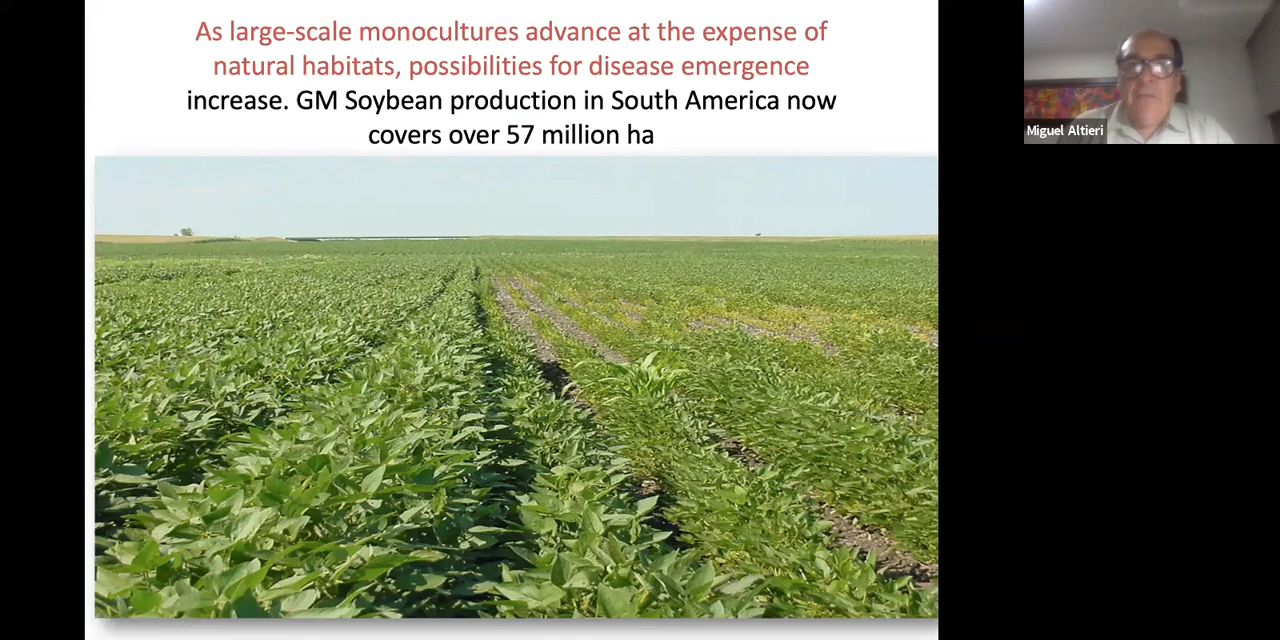 As large-scale monocultures advance at the expense of
natural habitats, possibilities for disease emergence
increase. GM Soybean production in South America now
covers over 57 million ha
Miguel Altieri